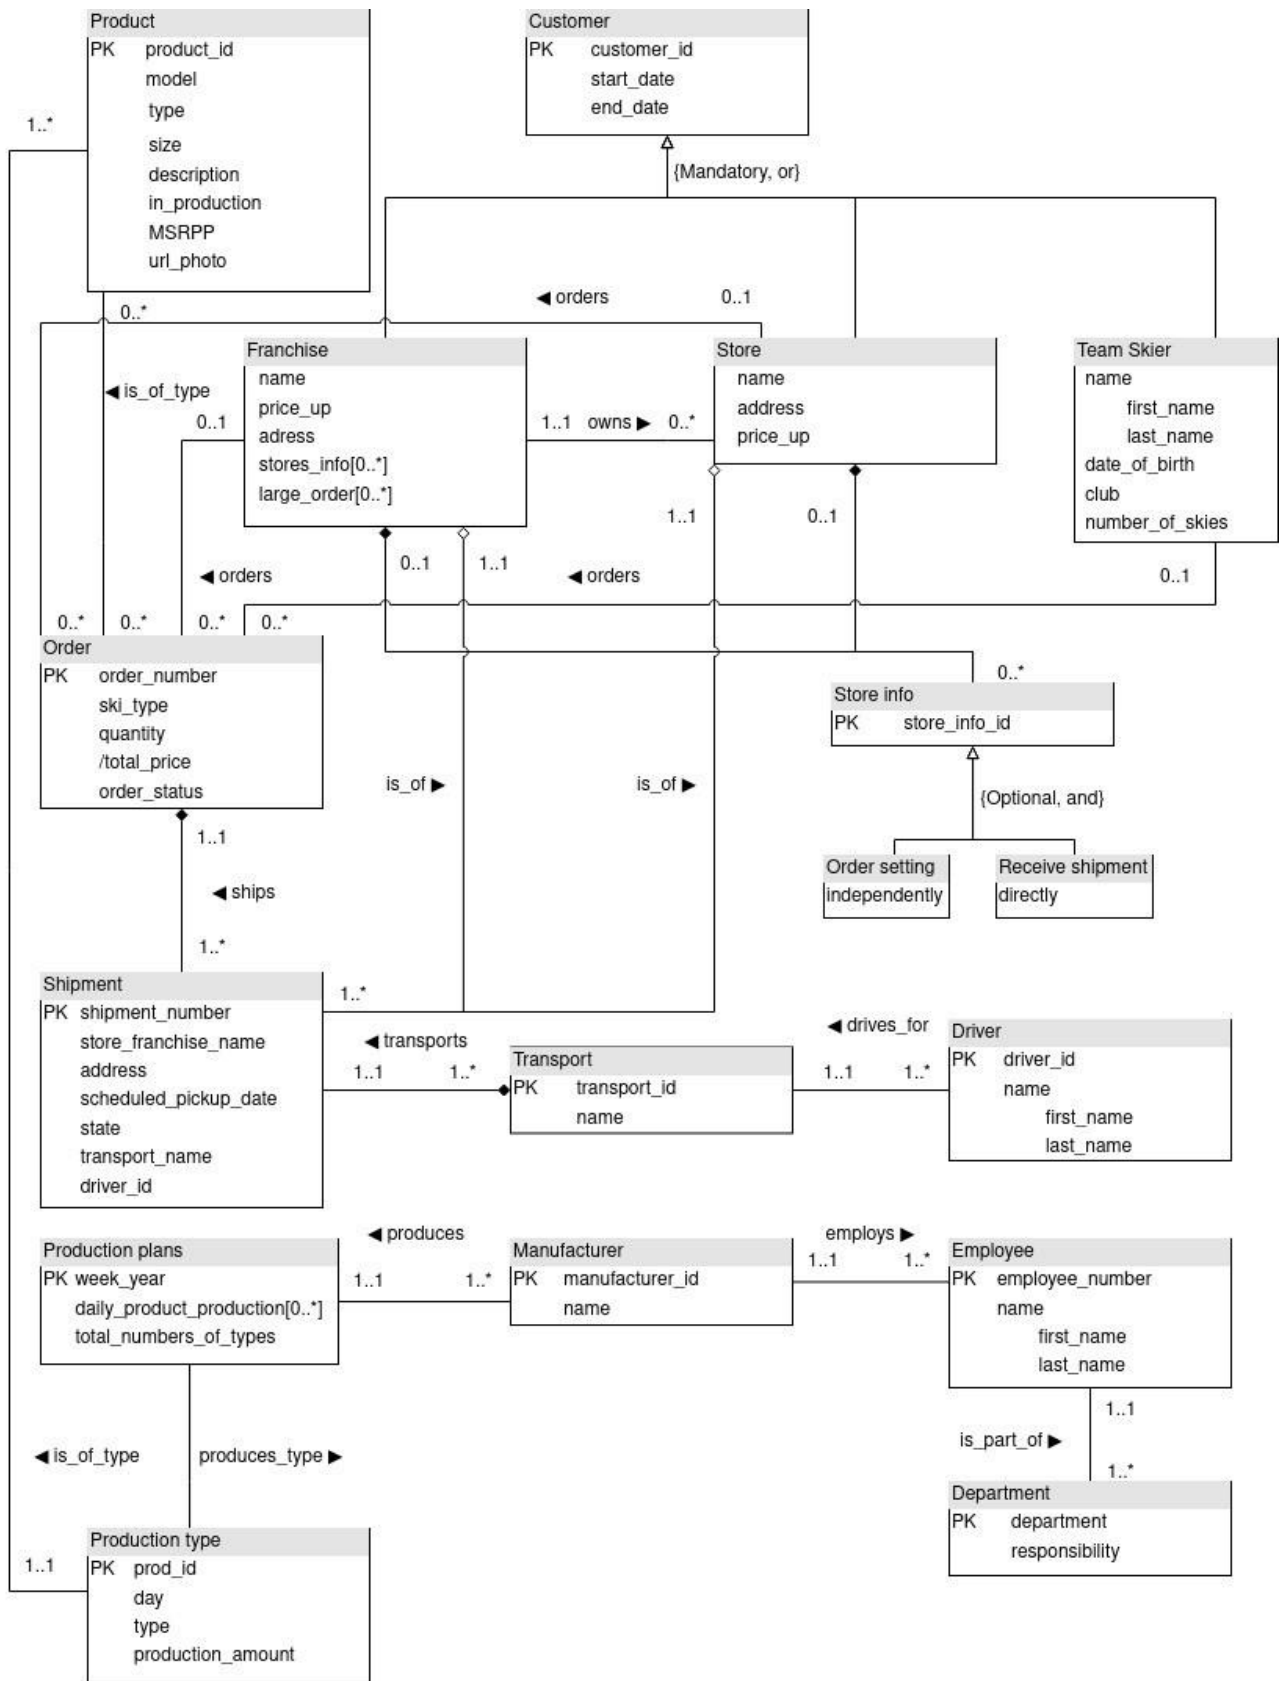 Product
PK product_id
model
type
size
description
in_production
MSRPP
url_photo
Customer
PK customer_id
start_date
end_date
{Mandatory, or}
1..*
0..*
◀ orders
0..1
Franchise
name
price_up
adress
stores_info[0..*]
large_order[0..*]
Store
name
address
price_up
Team Skier
name
first_name
last_name
date_of_birth
club
number_of_skies
◀ is_of_type
0..1
1..1 owns ▶ 0..*
1..1
0..1
0..1
1..1
◀ orders
◀ orders
0..1
0..*
0..*
0..*
0..*
Order
PK order_number
ski_type
quantity
/total_price
order_status
0..*
Store info
PK store_info_id
{Optional, and}
Order setting
independently
Receive shipment
directly
is_of ▶
is_of ▶
1..1
◀ ships
1..*
Shipment
PK shipment_number
store_franchise_name
address
scheduled_pickup_date
state
transport_name
driver_id
1..*
◀ transports
1..1
1..*
Transport
PK transport_id
name
◀ drives_for
1..1
1..*
Driver
PK driver_id
name
first_name
last_name
Production plans
PK week_year
daily_product_production[0..*]
total_numbers_of_types
◀ produces
1..1
1..*
Manufacturer
PK manufacturer_id
name
employs ▶
1..1
1..*
Employee
PK employee_number
name
first_name
last_name
1..1
is_part_of ▶
1..*
Department
PK department
responsibility
◀ is_of_type
produces_type ▶
1..1
Production type
PK prod_id
day
type
production_amount